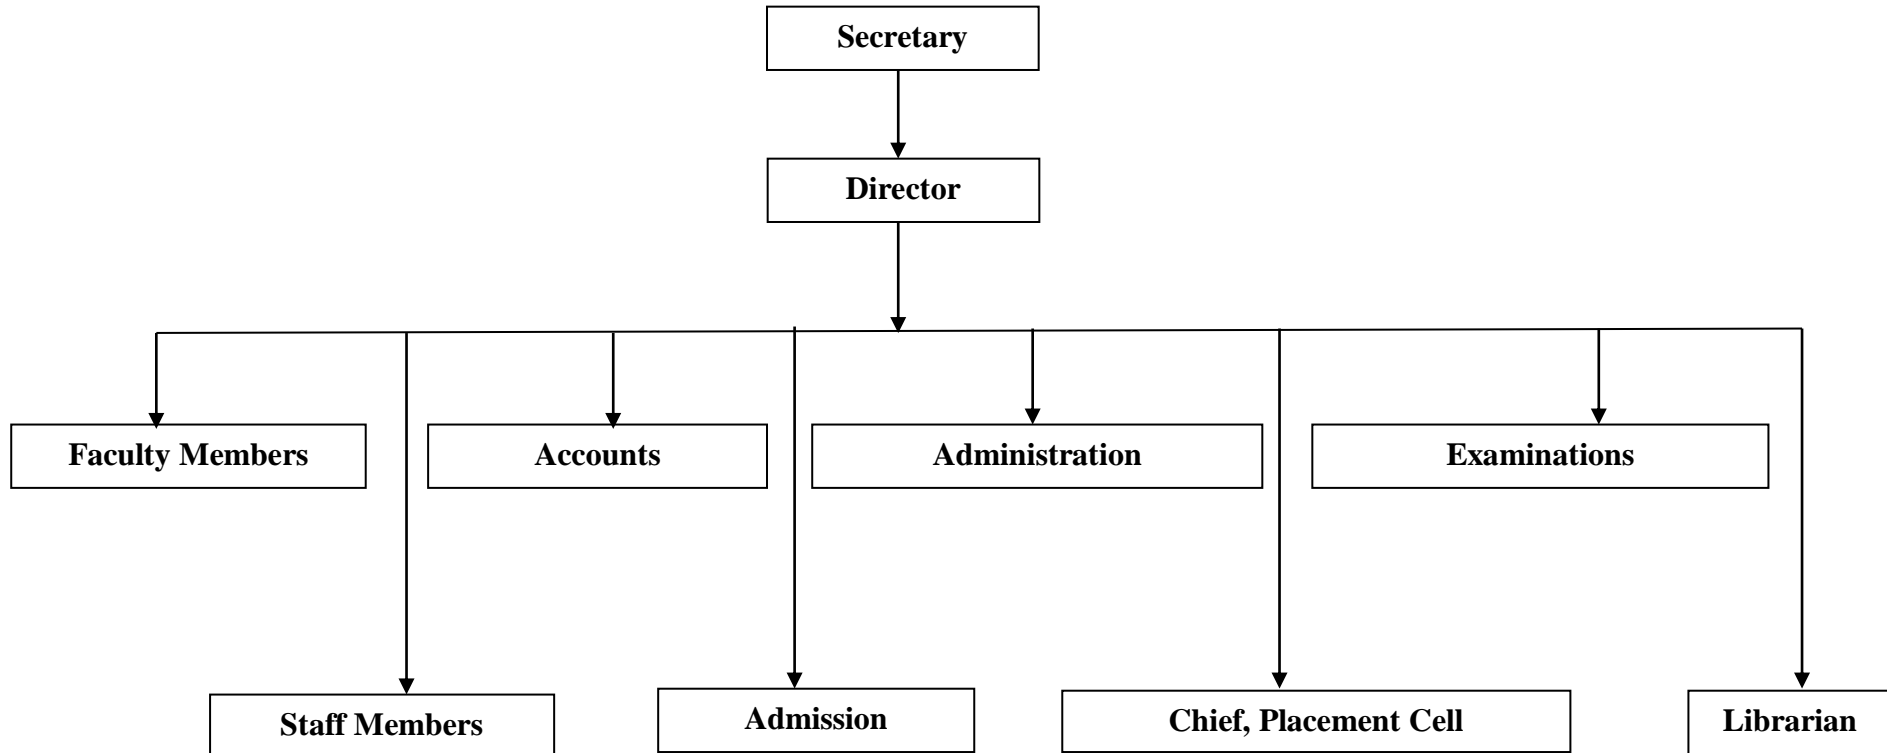 Secretary
Director
Faculty Members
Accounts
Administration
Examinations
Staff Members
Admission
Chief, Placement Cell
Librarian